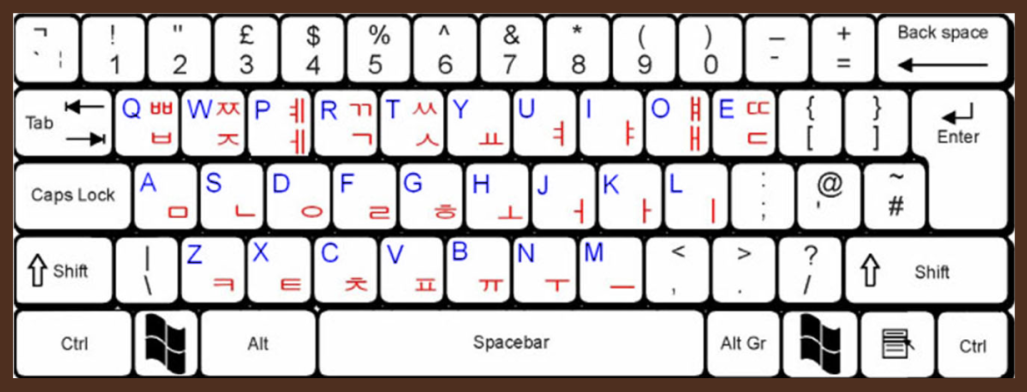 ¬ ! " £ $ % ^ & * ( ) _ + Back space
` ¦ 1 2 3 4 5 6 7 8 9 0 - =
Tab Q ㅃ W ㅉ P ㅖ R ㄲ T ㅆ Y U I O ㅒ E ㄸ { } Enter
ㅂ ㅈ ㅔ ㄱ ㅅ ㅛ ㅕ ㅑ ㅐ ㄷ [ ]
Caps Lock A S D F G H J K L : @ ~
ㅁ ㄴ ㅇ ㄹ ㅎ ㅗ ㅓ ㅏ ㅣ ; ' #
Shift | Z X C V B N M < > ? Shift
\ ㅋ ㅌ ㅊ ㅍ ㅠ ㅜ ㅡ , . /
Ctrl Alt Spacebar Alt Gr Ctrl